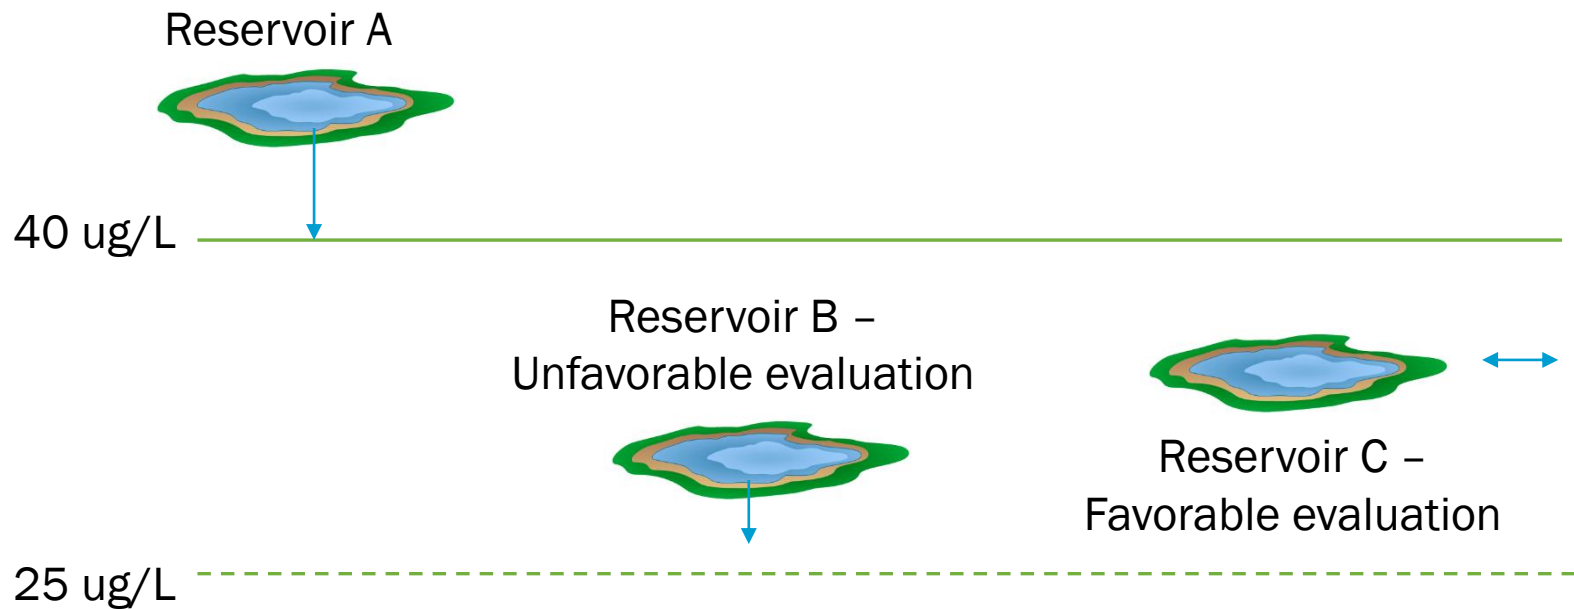 Reservoir A
40 ug/L
Reservoir B –
Unfavorable evaluation
Reservoir C –
Favorable evaluation
25 ug/L